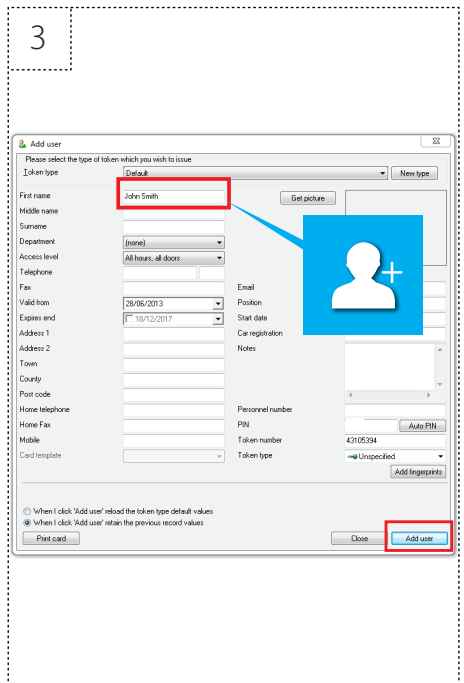 3
Add user
Please select the type of token which you wish to issue
Token type Default New type
First name John Smith Get picture
Middle name
Surname
Department (none)
Access level All hours, all doors
Telephone
Fax Email
Valid from 28/06/2013 Position
Expires end 18/12/2017 Start date
Address 1 Car registration
Address 2 Notes
Town
County
Post code
Home telephone Personnel number
Home Fax PIN Auto PIN
Mobile Token number 43105394
Card template Token type Unspecified
Add fingerprints
When I click 'Add user' reload the token type default values
When I click 'Add user' retain the previous record values
Print card Close Add user